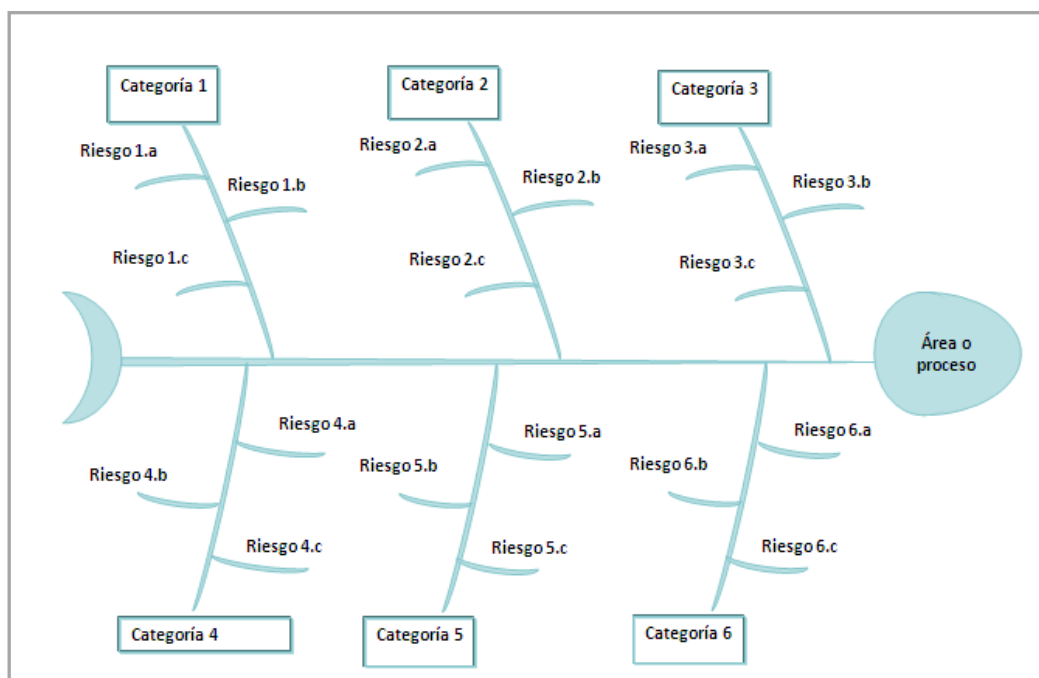 Categoría 1
Categoría 2
Categoría 3
Riesgo 1.a
Riesgo 2.a
Riesgo 3.a
Riesgo 1.b
Riesgo 2.b
Riesgo 3.b
Riesgo 1.c
Riesgo 2.c
Riesgo 3.c
Área o
proceso
Riesgo 4.a
Riesgo 5.a
Riesgo 6.a
Riesgo 4.b
Riesgo 5.b
Riesgo 6.b
Riesgo 4.c
Riesgo 5.c
Riesgo 6.c
Categoría 4
Categoría 5
Categoría 6